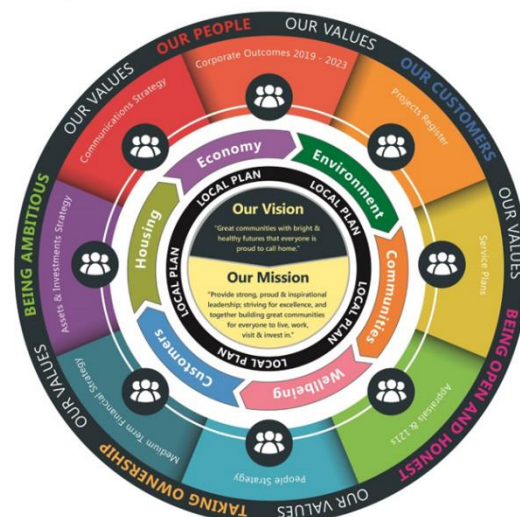 OUR VALUES
OUR PEOPLE
OUR VALUES
OUR CUSTOMERS
OUR VALUES
BEING OPEN AND HONEST
OUR VALUES
TAKING OWNERSHIP
OUR VALUES
BEING AMBITIOUS
Corporate Outcomes 2019 - 2023
Projects Register
Service Plans
Appraisals & 121s
People Strategy
Medium Term Financial Strategy
Assets & Investments Strategy
Communications Strategy
Economy
Environment
Communities
Wellbeing
Customers
Housing
LOCAL PLAN
LOCAL PLAN
LOCAL PLAN
LOCAL PLAN
LOCAL PLAN
Our Vision
"Great communities with bright &
healthy futures that everyone is
proud to call home."
Our Mission
"Provide strong, proud & inspirational
leadership; striving for excellence, and
together building great communities
for everyone to live, work,
visit & invest in."